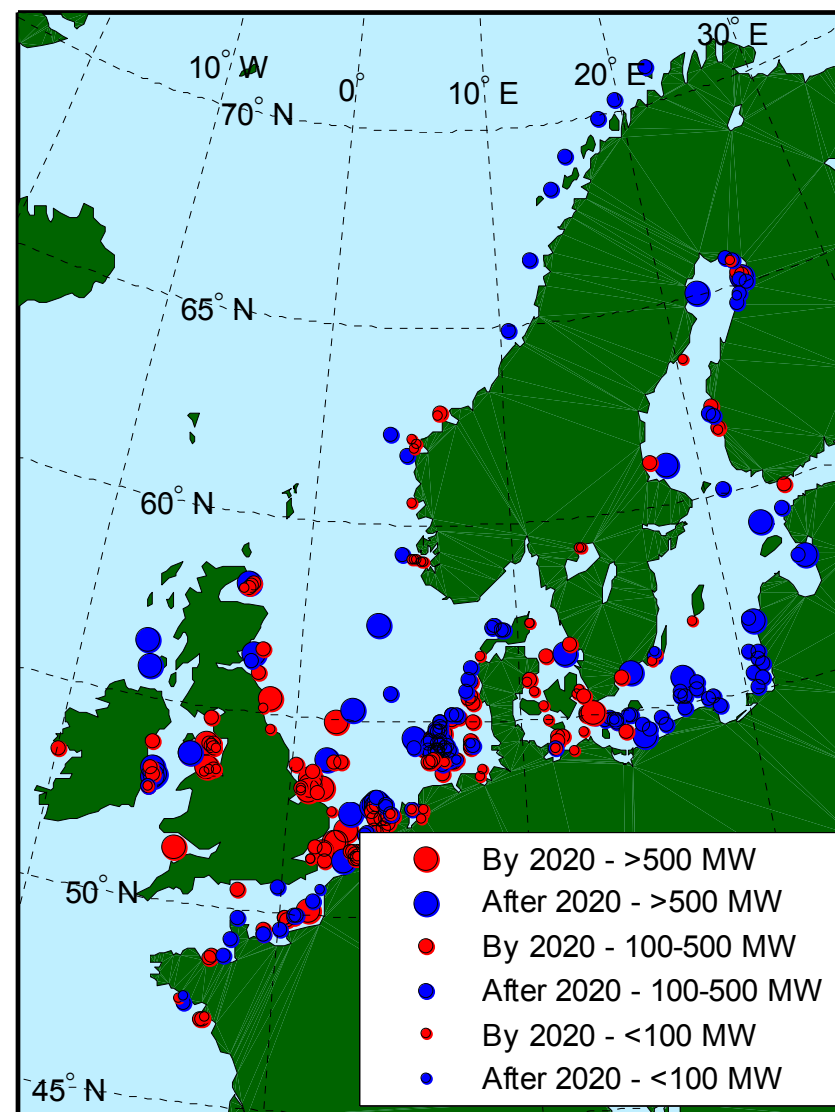 30° E
10° W
20° E
0°
10° E
70° N
65° N
60° N
50° N
45° N
By 2020 - >500 MW
After 2020 - >500 MW
By 2020 - 100-500 MW
After 2020 - 100-500 MW
By 2020 - <100 MW
After 2020 - <100 MW